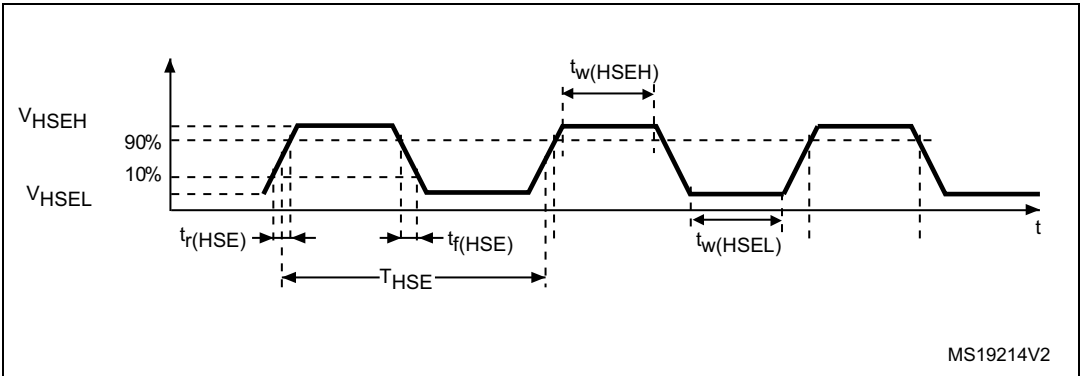 tw(HSEH)
VHSEH
90%
10%
VHSEL
tr(HSE)
tf(HSE)
tw(HSEL)
t
THSE
MS19214V2